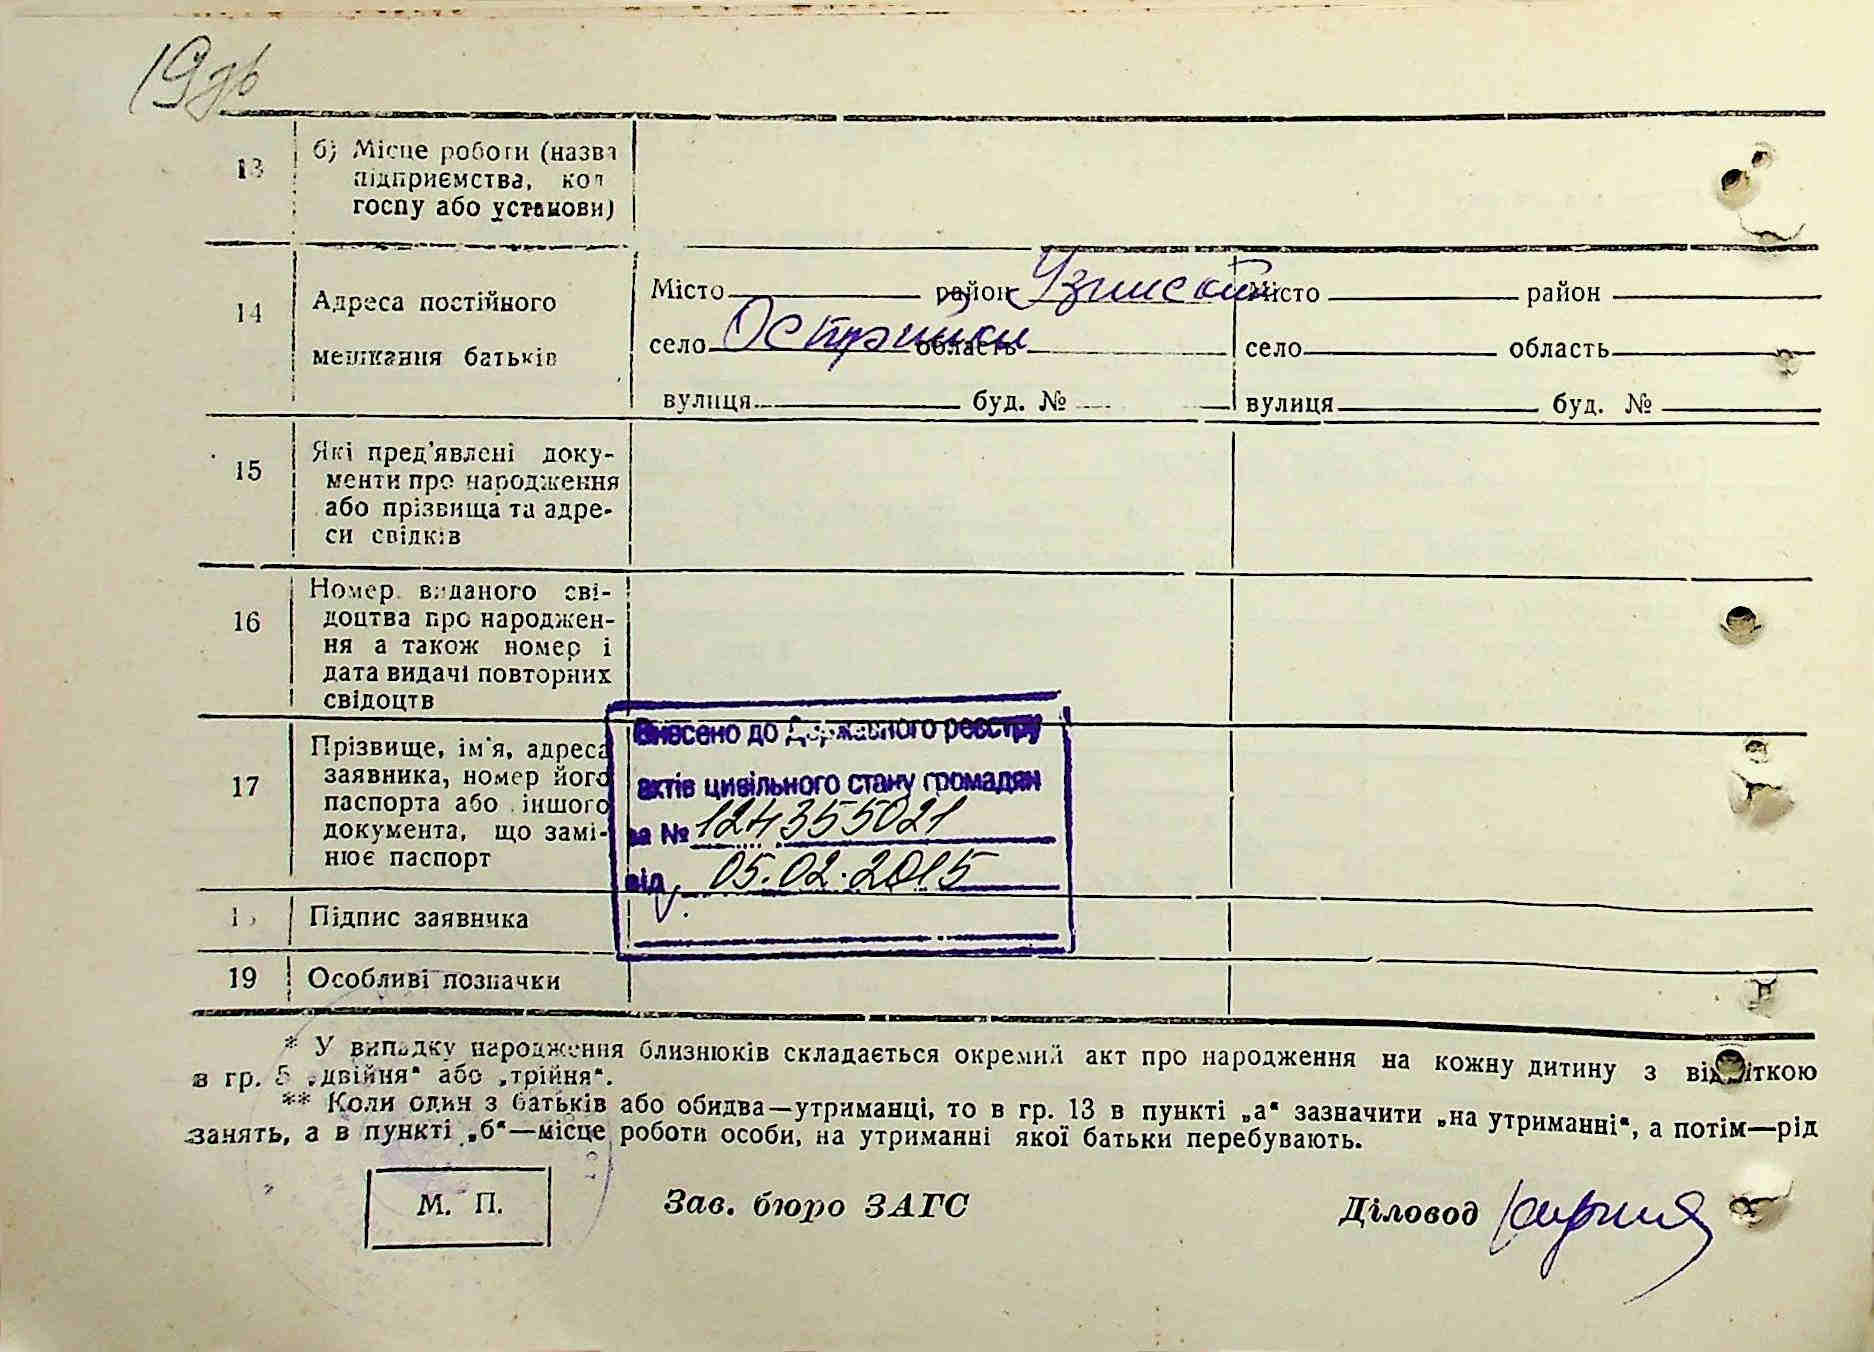 19зв
13 б) Місце роботи (назва
підприємства, кол
госпу або установи)
14 Адреса постійного
мешкання батьків
Місто район Узинский Місто район
село Острийки область село область
вулиця буд. № вулиця буд. №
15 Які пред'явлені доку-
менти про народження
або прізвища та адре-
си свідків
16 Номер виданого сві-
доцтва про народжен-
ня а також номер і
дата видачі повторних
свідоцтв
17 Прізвище, ім'я, адреса
заявника, номер його
паспорта або іншого
документа, що замі-
нює паспорт
Внесено до Державного реєстру
актів цивільного стану громадян
за № 124355021
від 05.02.2015
18 Підпис заявника
19 Особливі позначки
* У випадку народження близнюків складається окремий акт про народження на кожну дитину з відміткою
в гр. 5 „двійня“ або „трійня“.
** Коли один з батьків або обидва—утриманці, то в гр. 13 в пункті „а“ зазначити „на утриманні“, а потім—рід
занять, а в пункті „б“—місце роботи особи, на утриманні якої батьки перебувають.
М. П. Зав. бюро ЗАГС Діловод